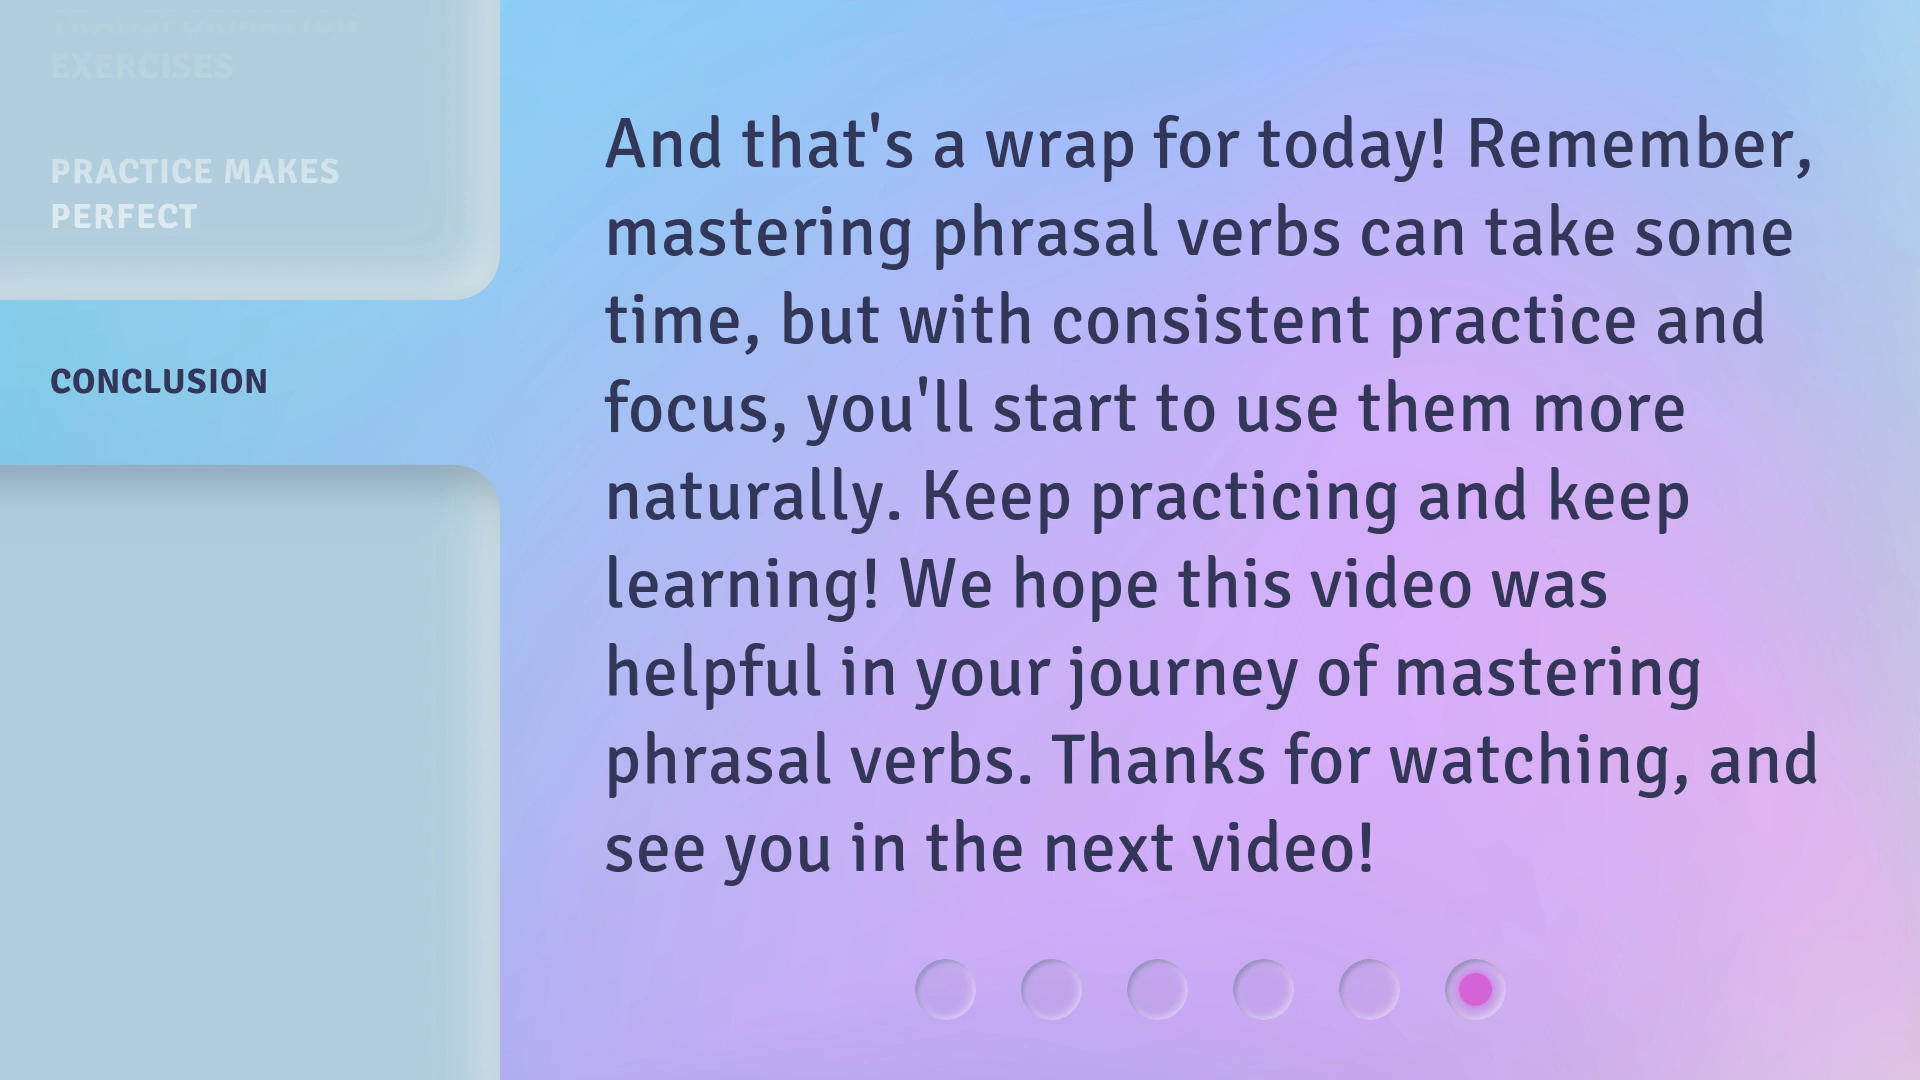 TRANSFORMATION
EXERCISES
PRACTICE MAKES
PERFECT
CONCLUSION
And that's a wrap for today! Remember,
mastering phrasal verbs can take some
time, but with consistent practice and
focus, you'll start to use them more
naturally. Keep practicing and keep
learning! We hope this video was
helpful in your journey of mastering
phrasal verbs. Thanks for watching, and
see you in the next video!